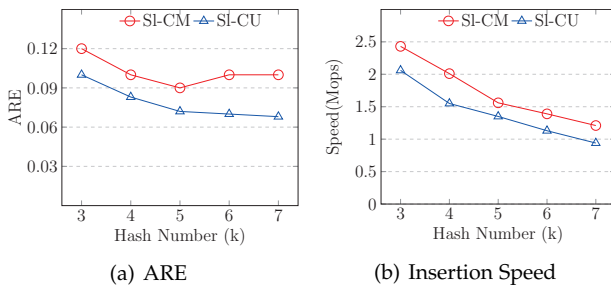 Sl-CM Sl-CU
0.12
0.09
0.06
0.03
ARE
3 4 5 6 7
Hash Number (k)
(a) ARE
Sl-CM Sl-CU
2.5
2
1.5
1
0.5
0
Speed(Mops)
3 4 5 6 7
Hash Number (k)
(b) Insertion Speed